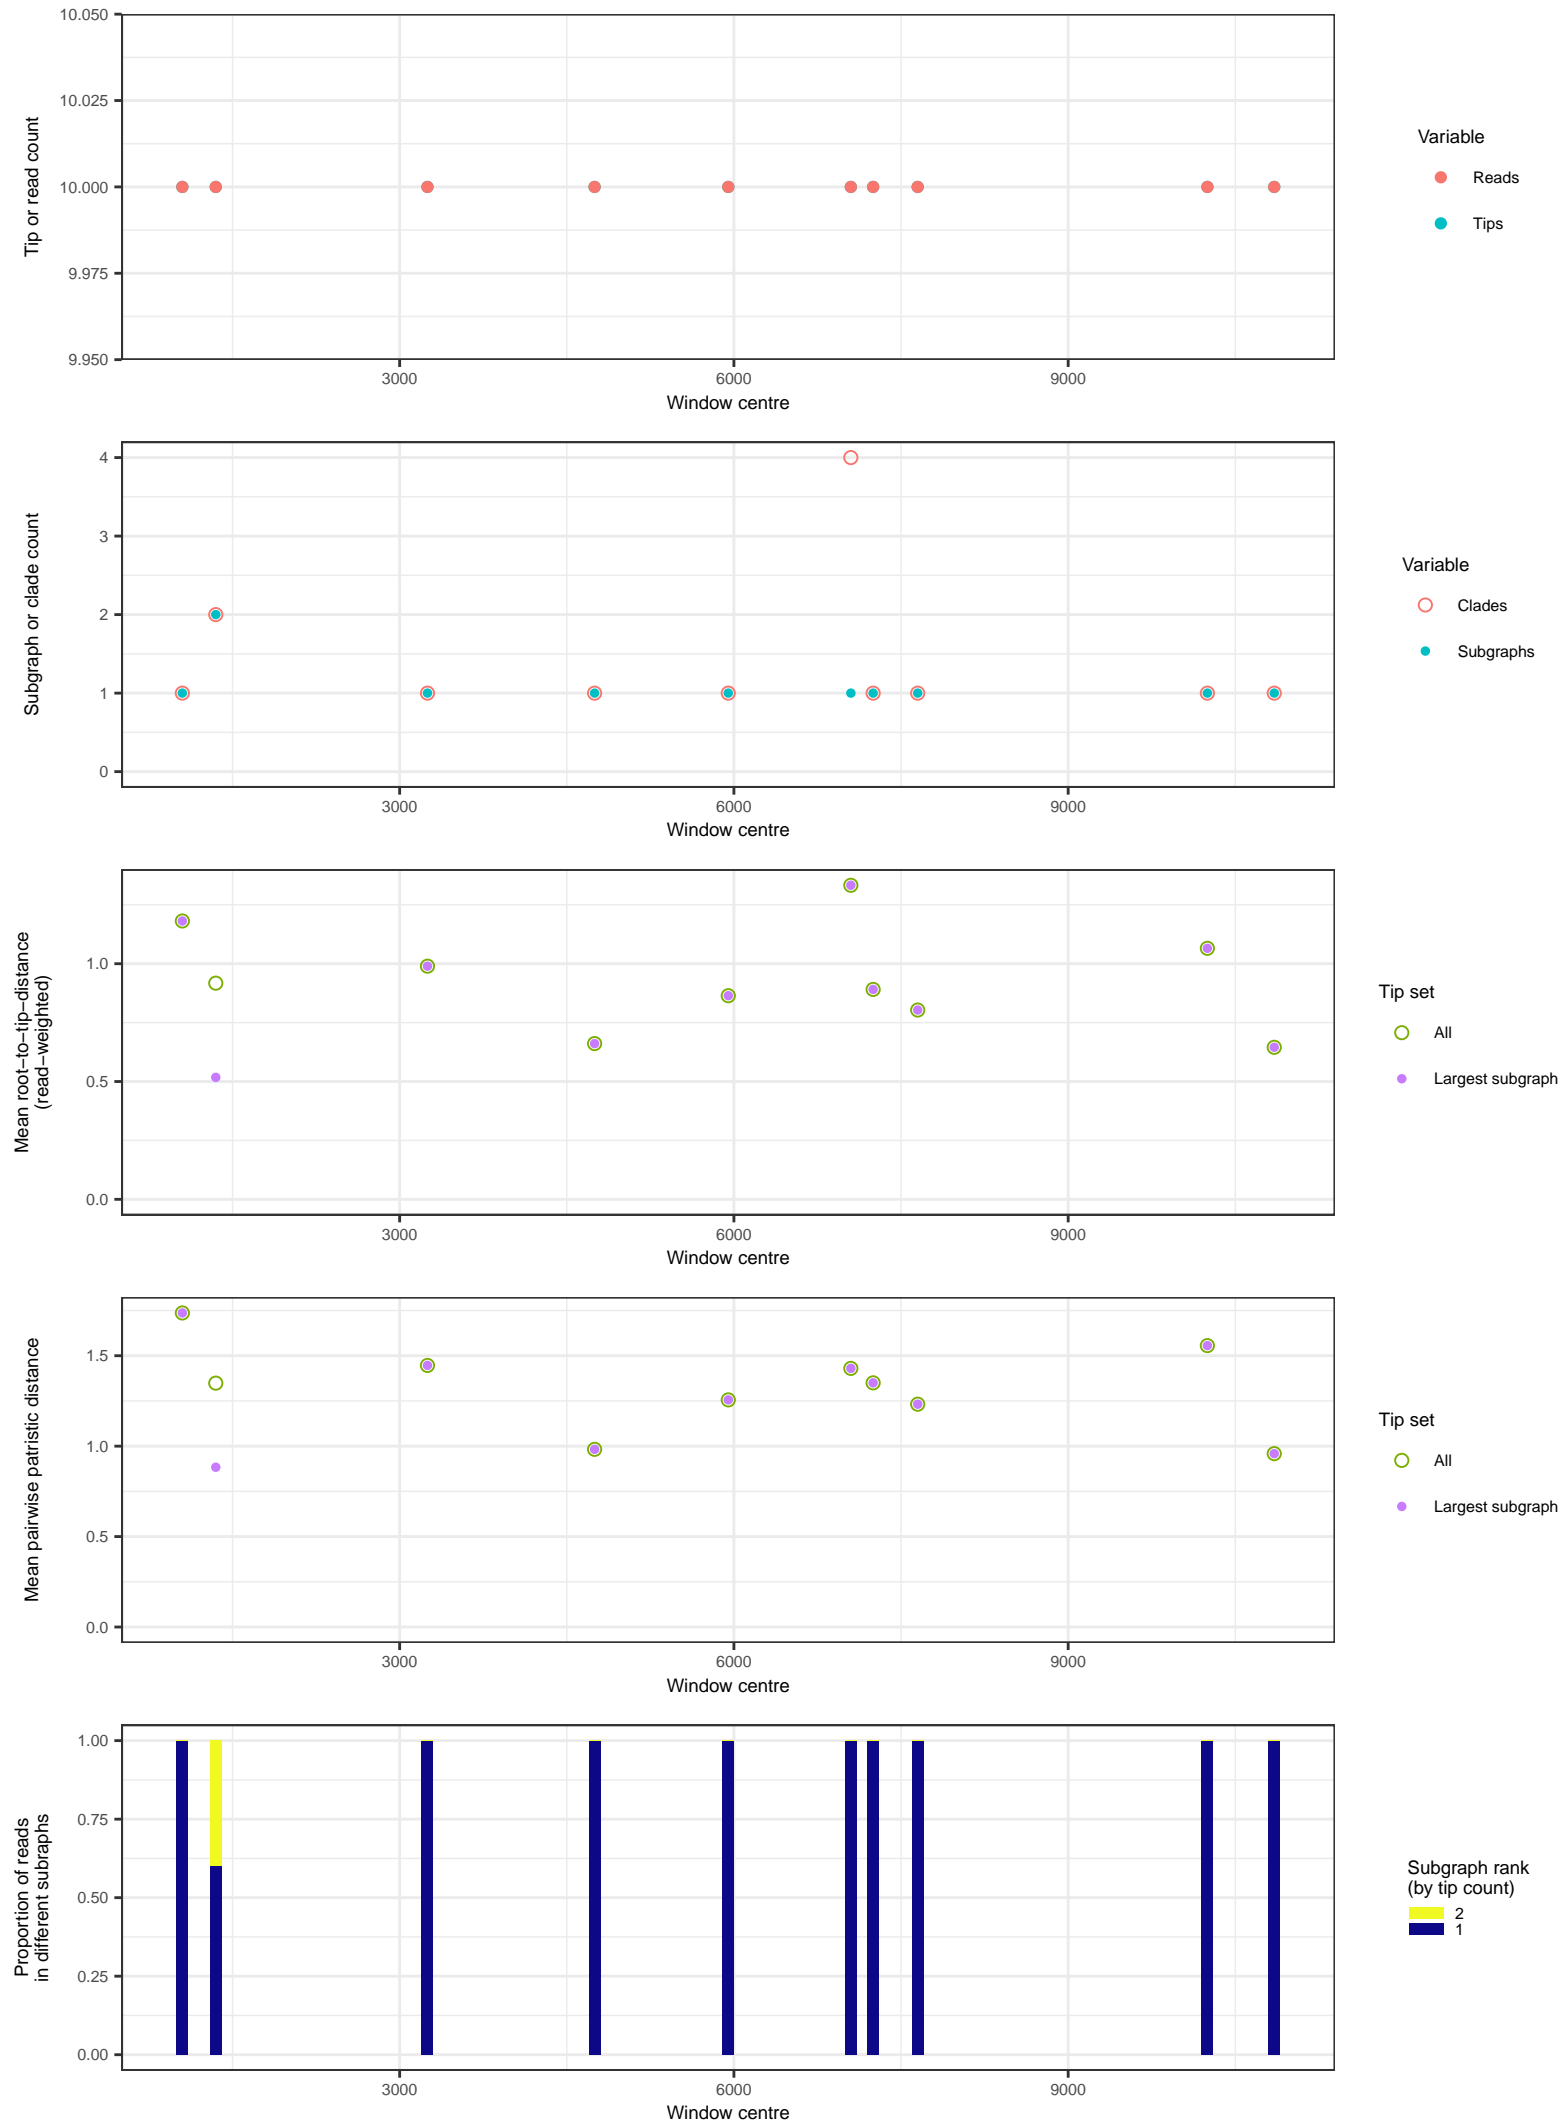 10.050
10.025
10.000
9.975
9.950
Tip or read count
3000
6000
9000
Window centre
Variable
Reads
Tips
4
3
2
1
0
Subgraph or clade count
3000
6000
9000
Window centre
Variable
Clades
Subgraphs
1.0
0.5
0.0
Mean root−to−tip−distance
(read−weighted)
3000
6000
9000
Window centre
Tip set
All
Largest subgraph
1.5
1.0
0.5
0.0
Mean pairwise patristic distance
3000
6000
9000
Window centre
Tip set
All
Largest subgraph
1.00
0.75
0.50
0.25
0.00
Proportion of reads
in different subraphs
3000
6000
9000
Window centre
Subgraph rank
(by tip count)
2
1